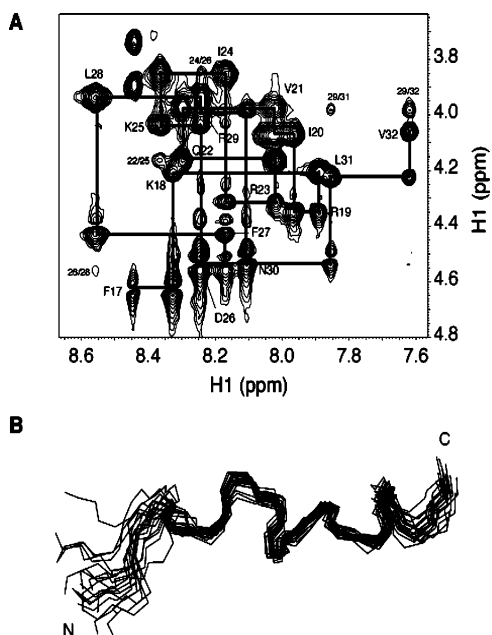 A
I24
24/26
3.8
L28
29/31
29/32
V21
4.0
K25
R29
I20
V32
22/25
Q22
L31
4.2
K18
R23
R19
4.4
F27
26/28
N30
F17
4.6
D26
4.8
H1 (ppm)
8.6 8.4 8.2 8.0 7.8 7.6
H1 (ppm)
B
C
N